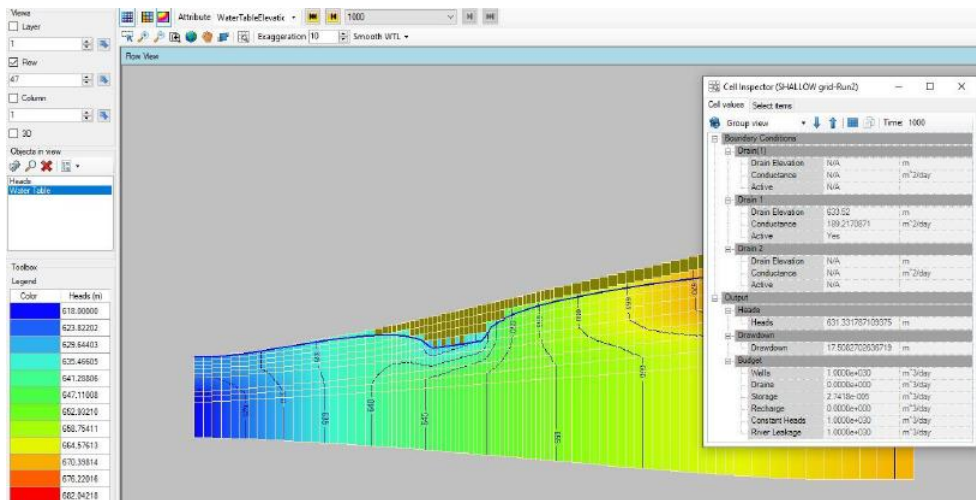 Views
Layer
1
Row
47
Column
1
3D
Objects in view
Heads
Water Table
Toolbox
Legend
Color Heads (m)
618.00000
623.82202
629.64403
639.46605
641.28806
647.11008
652.93210
658.75411
664.57613
670.39814
676.22016
682.04218
Attribute WaterTableElevatic 1000
Exaggeration 10 Smooth WTL
Row View
640
640
Cell Inspector (SHALLOW grid-Run2)
Cell values Select items
Group view Time: 1000
Boundary Conditions
Drain(1)
Drain Elevation N/A m
Conductance N/A m^2/day
Active N/A
Drain 1
Drain Elevation 633.52 m
Conductance 189.2170871 m^2/day
Active Yes
Drain 2
Drain Elevation N/A m
Conductance N/A m^2/day
Active N/A
Output
Heads
Heads 631.331787109375 m
Drawdown
Drawdown 17.5082702636719 m
Budget
Wells 1.0000e+030 m^3/day
Drains 0.0000e+000 m^3/day
Storage 2.7418e-005 m^3/day
Recharge 0.0000e+000 m^3/day
Constant Heads 1.0000e+030 m^3/day
River Leakage 1.0000e+030 m^3/day